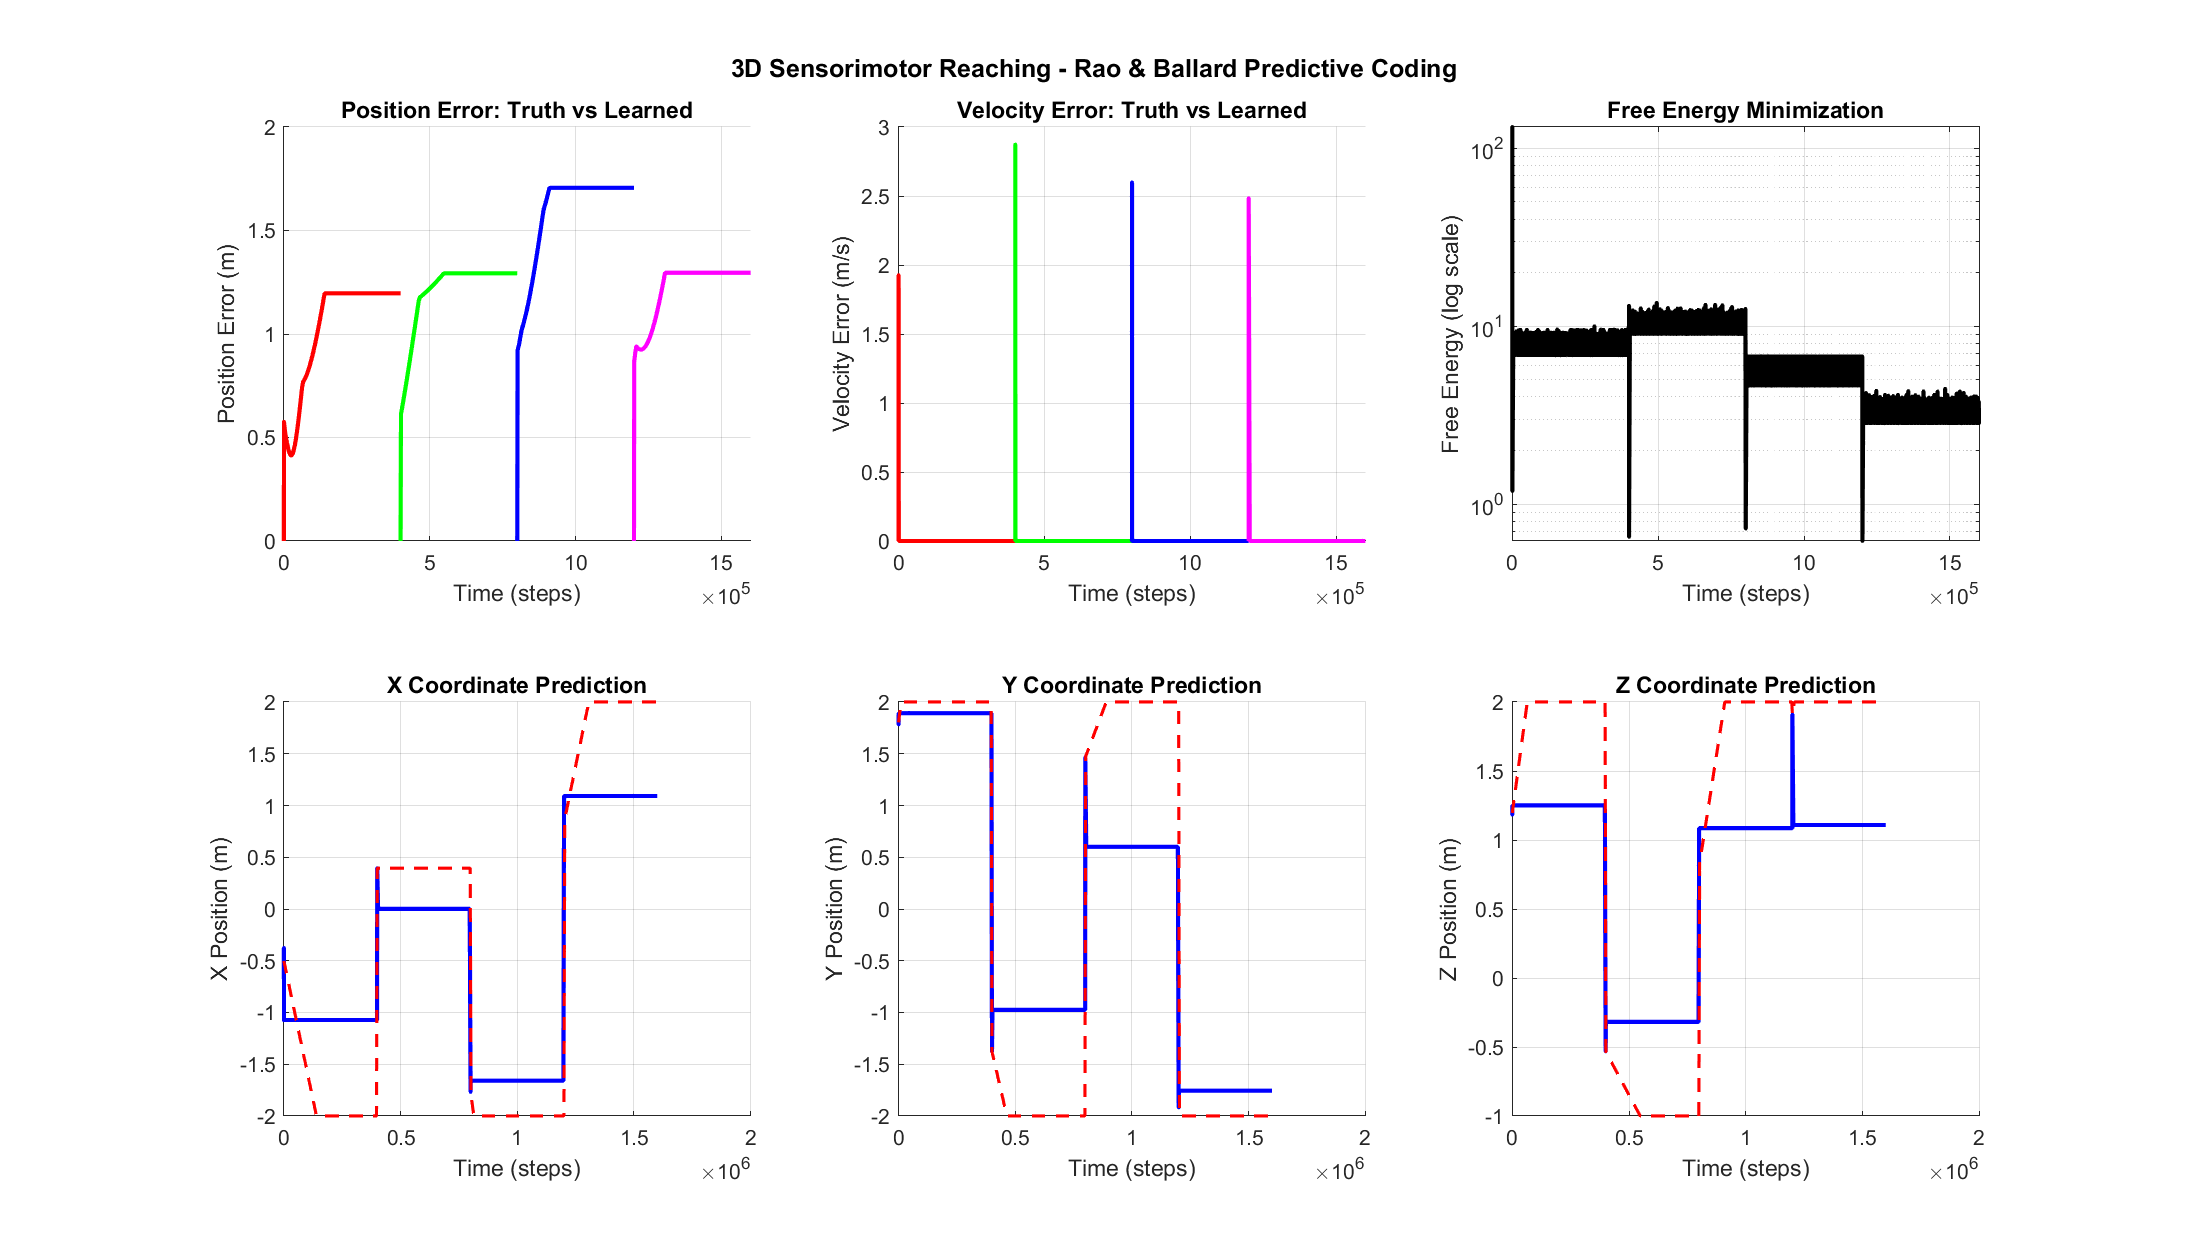 3D Sensorimotor Reaching - Rao & Ballard Predictive Coding
Position Error: Truth vs Learned
Position Error (m)
2
1.5
1
0.5
0
0 5 10 15
Time (steps)
×10^5
Velocity Error: Truth vs Learned
Velocity Error (m/s)
3
2.5
2
1.5
1
0.5
0
0 5 10 15
Time (steps)
×10^5
Free Energy Minimization
Free Energy (log scale)
10^2
10^1
10^0
0 5 10 15
Time (steps)
×10^5
X Coordinate Prediction
X Position (m)
2
1.5
1
0.5
0
-0.5
-1
-1.5
-2
0 0.5 1 1.5 2
Time (steps)
×10^6
Y Coordinate Prediction
Y Position (m)
2
1.5
1
0.5
0
-0.5
-1
-1.5
-2
0 0.5 1 1.5 2
Time (steps)
×10^6
Z Coordinate Prediction
Z Position (m)
2
1.5
1
0.5
0
-0.5
-1
0 0.5 1 1.5 2
Time (steps)
×10^6